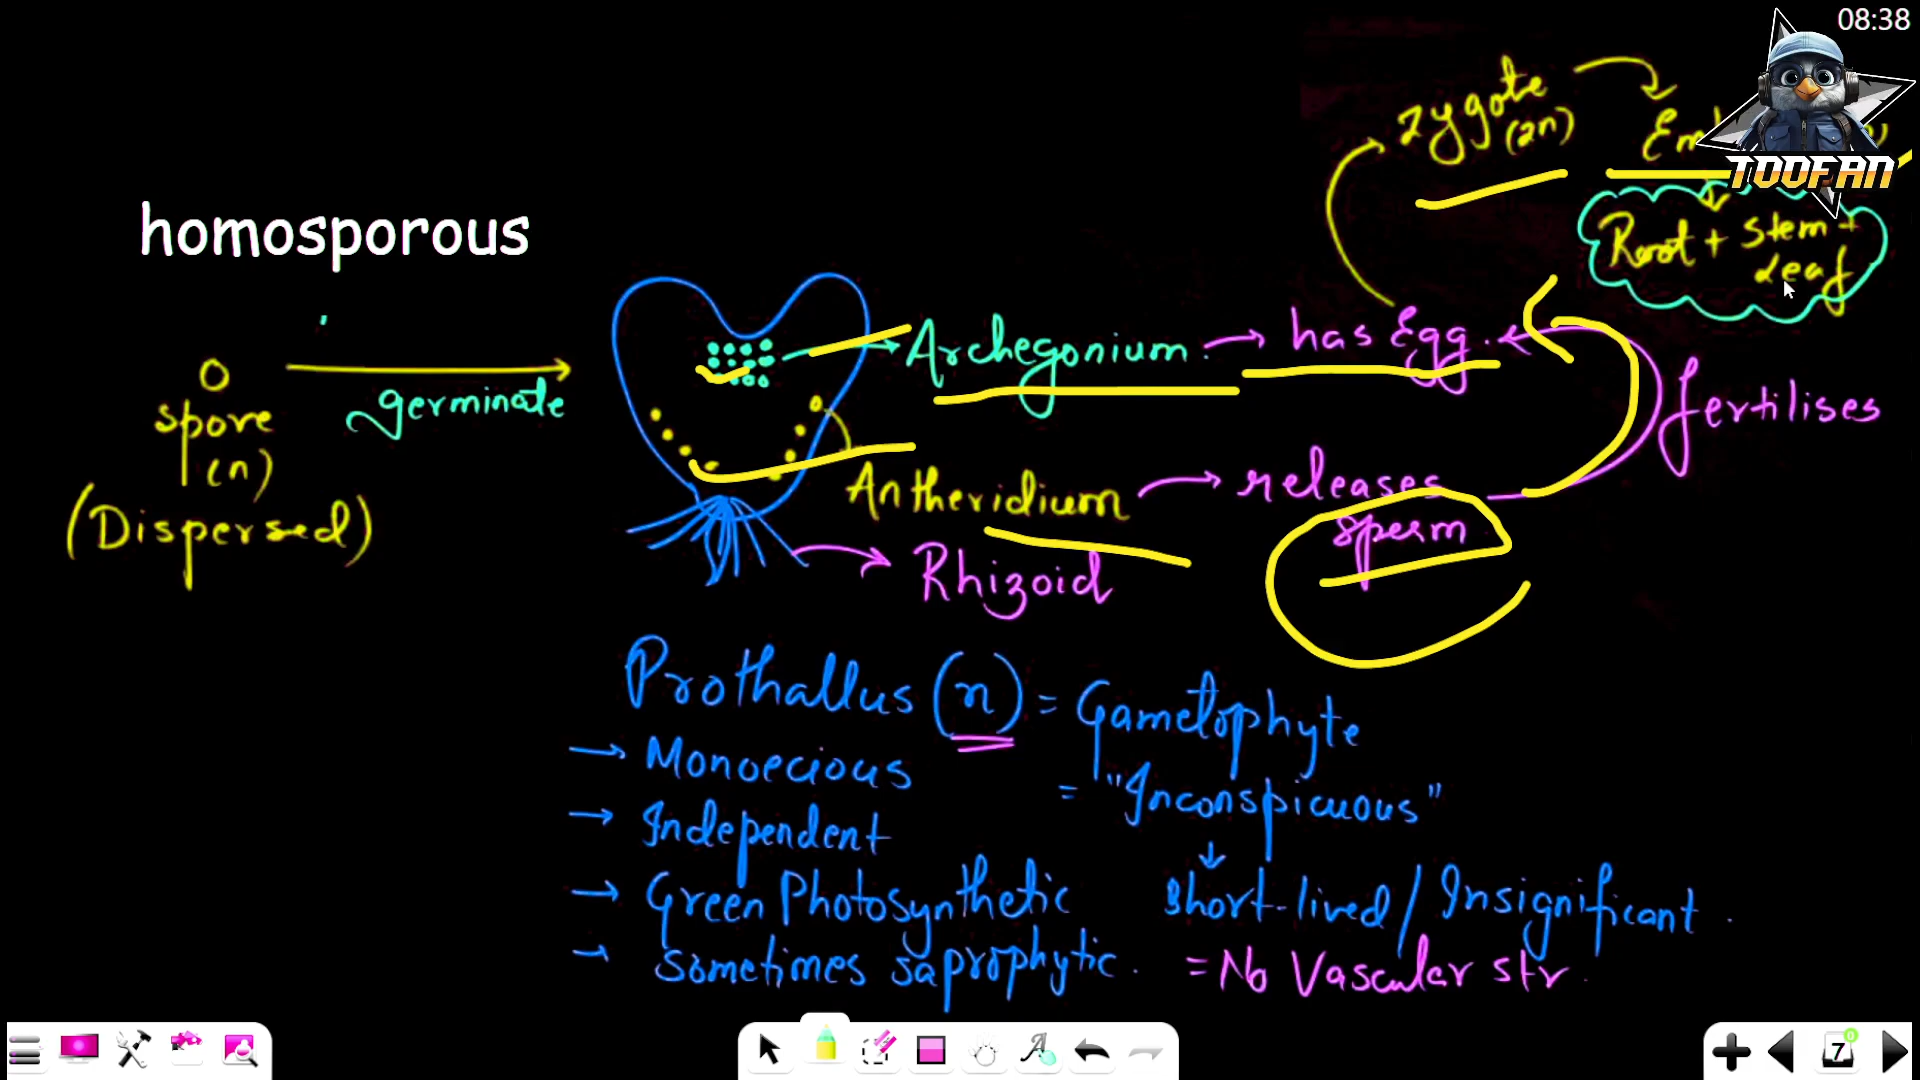 08:38
zygote
(2n)
TOOFAN
homosporous
Root + Stem +
Leaf
Archegonium
has Egg
fertilises
germinate
spore
(n)
(Dispersed)
Antheridium
releases
sperm
Rhizoid
Prothallus (n) = Gametophyte
→ Monoecious
= "Inconspicuous"
→ Independent
→ Green Photosynthetic
Short-lived / Insignificant.
→ sometimes saprophytic.
= No Vascular str.
7